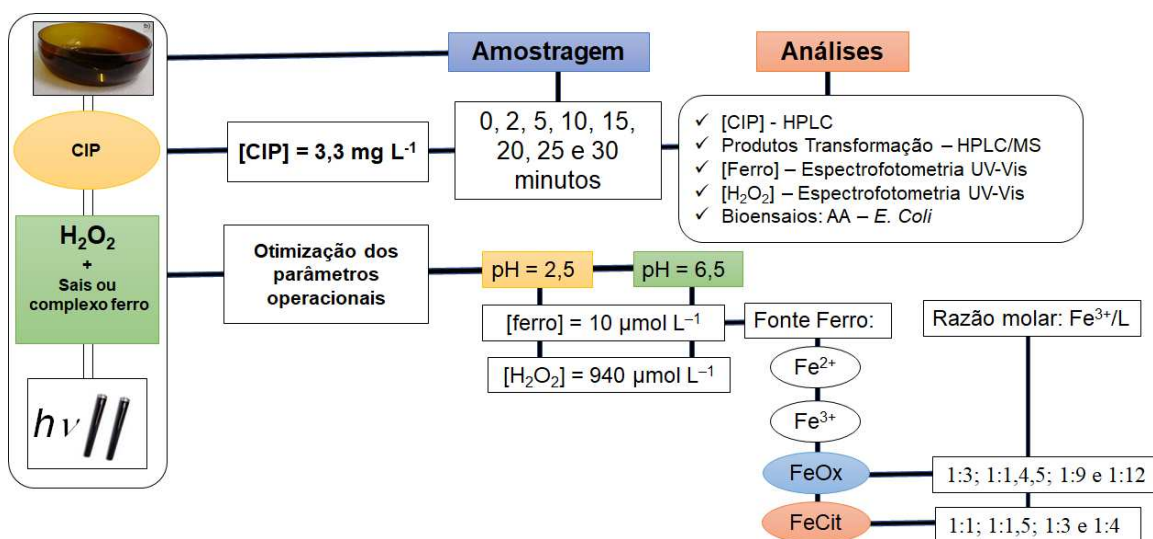 Amostragem
Análises
CIP
[CIP] = 3,3 mg L⁻¹
0, 2, 5, 10, 15,
20, 25 e 30
minutos
✓ [CIP] - HPLC
✓ Produtos Transformação – HPLC/MS
✓ [Ferro] – Espectrofotometria UV-Vis
✓ [H₂O₂] – Espectrofotometria UV-Vis
✓ Bioensaios: AA – E. Coli
H₂O₂
+
Sais ou
complexo ferro
Otimização dos
parâmetros
operacionais
pH = 2,5
pH = 6,5
[ferro] = 10 µmol L⁻¹
[H₂O₂] = 940 µmol L⁻¹
Fonte Ferro:
Razão molar: Fe³⁺/L
Fe²⁺
Fe³⁺
FeOx
1:3; 1:1,4,5; 1:9 e 1:12
FeCit
1:1; 1:1,5; 1:3 e 1:4
hν